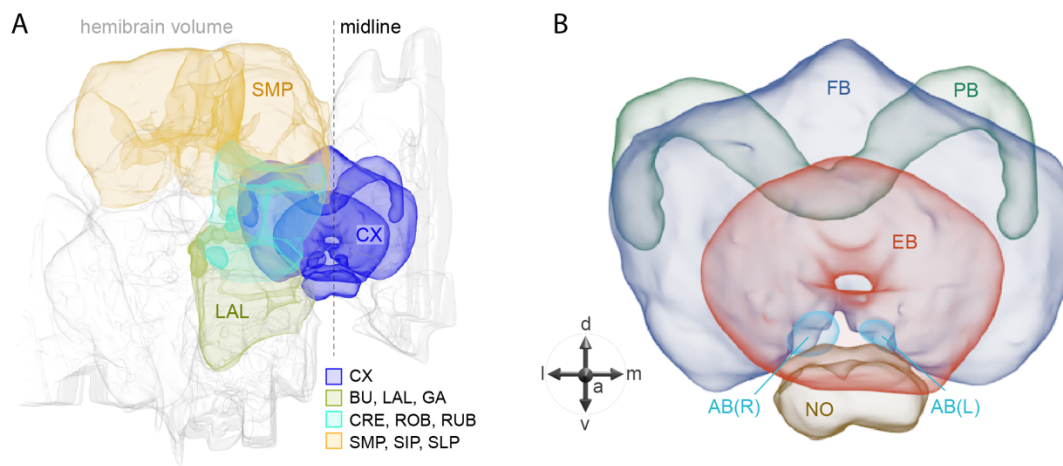 A
hemibrain volume
midline
SMP
CX
LAL
CX
BU, LAL, GA
CRE, ROB, RUB
SMP, SIP, SLP
B
FB
PB
EB
d
l
a
m
v
AB(R)
NO
AB(L)